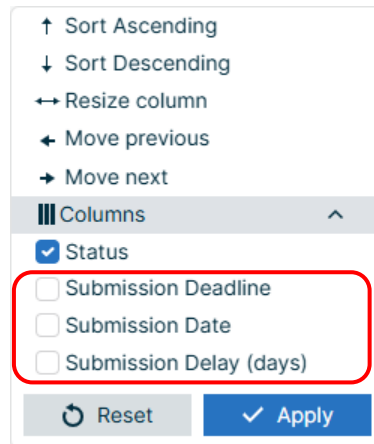 Sort Ascending
Sort Descending
Resize column
Move previous
Move next
Columns
Status
Submission Deadline
Submission Date
Submission Delay (days)
Reset Apply